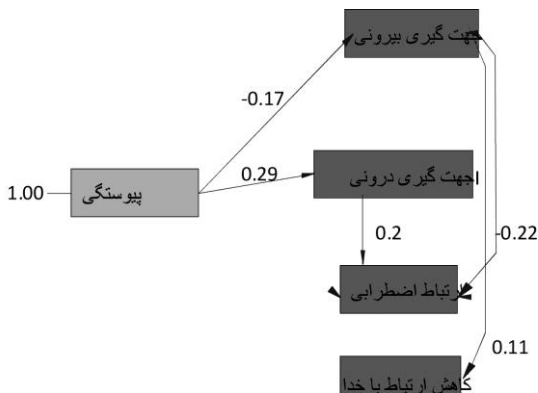 جهت گیری بیرونی
-0.17
اجهت گیری درونی
0.29
1.00
پیوستگی
0.2
-0.22
ارتباط اضطرابی
0.11
کاهش ارتباط با خدا